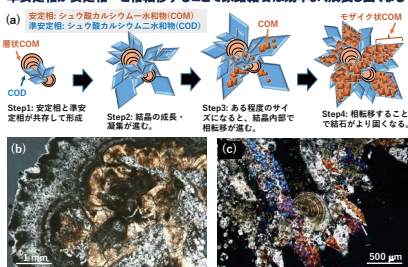 (a)
安定相：シュウ酸カルシウム一水和物(COM)
準安定相：シュウ酸カルシウム二水和物(COD)
層状COM
COD
COM
モザイク状COM
Step1: 安定相と準安
定相が共存して形成
Step2: 結晶の成長・
凝集が進む。
Step3: ある程度のサイ
ズになると、結晶内部で
相転移が進む。
Step4: 相転移すること
で結石がより固くなる。
(b)
1 mm
(c)
500 μm